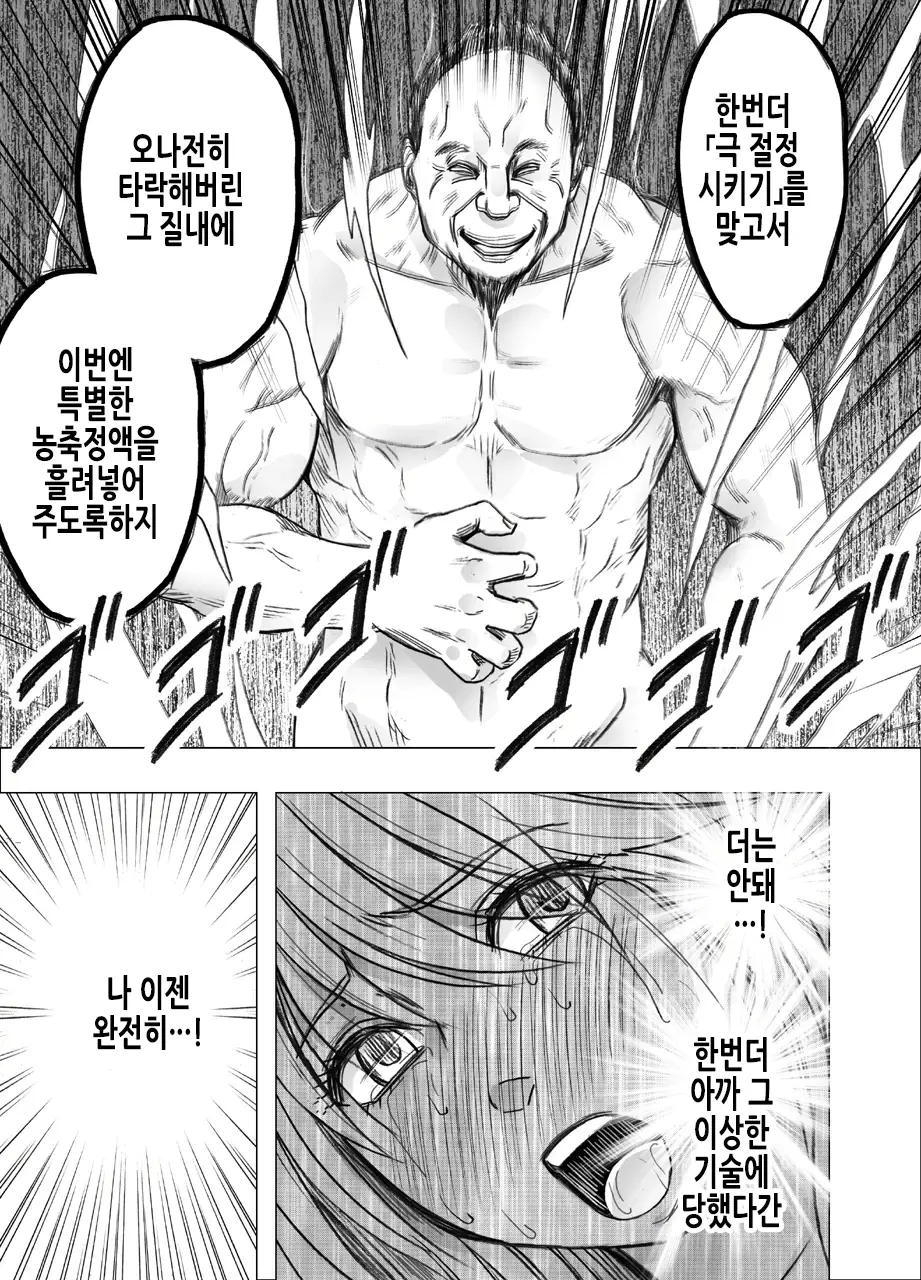 한번더
「극 절정
시키기」를
맞고서
오나전히
타락해버린
그 질내에
이번엔
특별한
농축정액을
흘려넣어
주도록하지
ゴゴゴゴゴゴ
더는
안돼
…!
한번더
아까 그
이상한
기술에
당했다간
나 이젠
완전히…!